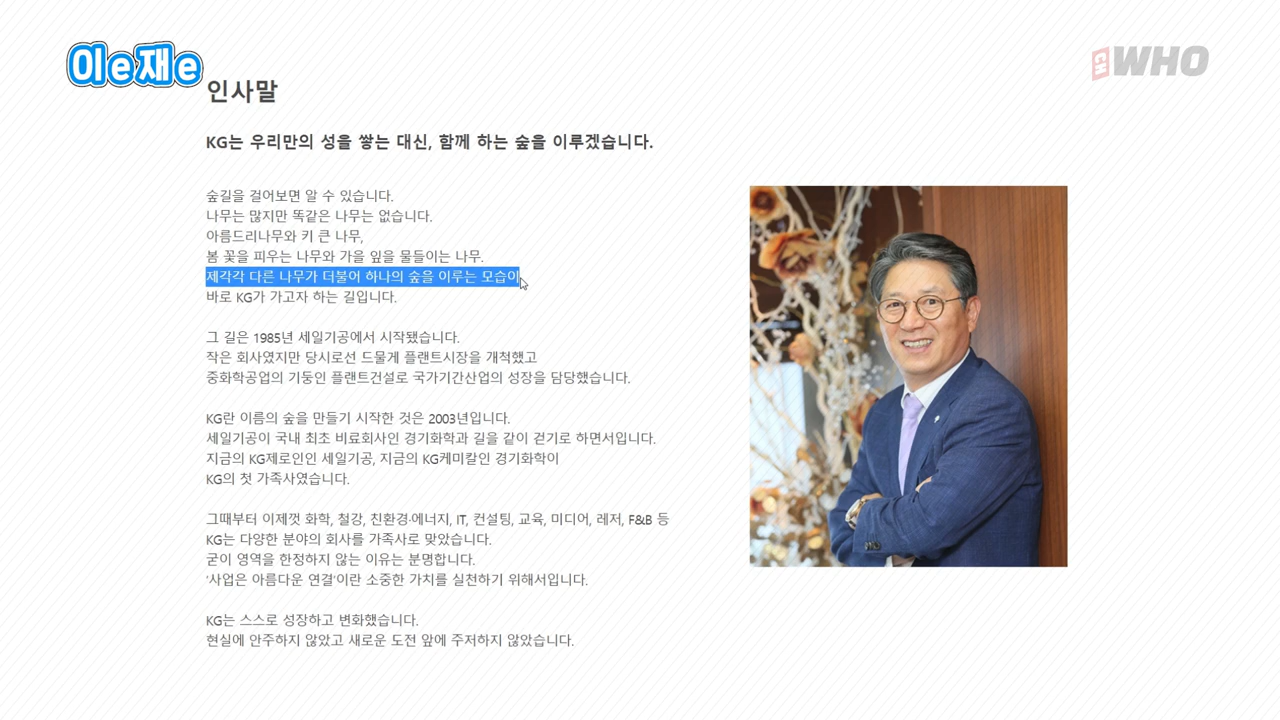 이e재e
CH WHO
인사말
KG는 우리만의 성을 쌓는 대신, 함께 하는 숲을 이루겠습니다.
숲길을 걸어보면 알 수 있습니다.
나무는 많지만 똑같은 나무는 없습니다.
아름드리나무와 키 큰 나무,
봄 꽃을 피우는 나무와 가을 잎을 물들이는 나무.
제각각 다른 나무가 더불어 하나의 숲을 이루는 모습이
바로 KG가 가고자 하는 길입니다.
그 길은 1985년 세일기공에서 시작됐습니다.
작은 회사였지만 당시로선 드물게 플랜트시장을 개척했고
중화학공업의 기둥인 플랜트건설로 국가기간산업의 성장을 담당했습니다.
KG란 이름의 숲을 만들기 시작한 것은 2003년입니다.
세일기공이 국내 최초 비료회사인 경기화학과 길을 같이 걷기로 하면서입니다.
지금의 KG제로인인 세일기공, 지금의 KG케미칼인 경기화학이
KG의 첫 가족사였습니다.
그때부터 이제껏 화학, 철강, 친환경·에너지, IT, 컨설팅, 교육, 미디어, 레저, F&B 등
KG는 다양한 분야의 회사를 가족사로 맞았습니다.
굳이 영역을 한정하지 않는 이유는 분명합니다.
'사업은 아름다운 연결'이란 소중한 가치를 실천하기 위해서입니다.
KG는 스스로 성장하고 변화했습니다.
현실에 안주하지 않았고 새로운 도전 앞에 주저하지 않았습니다.